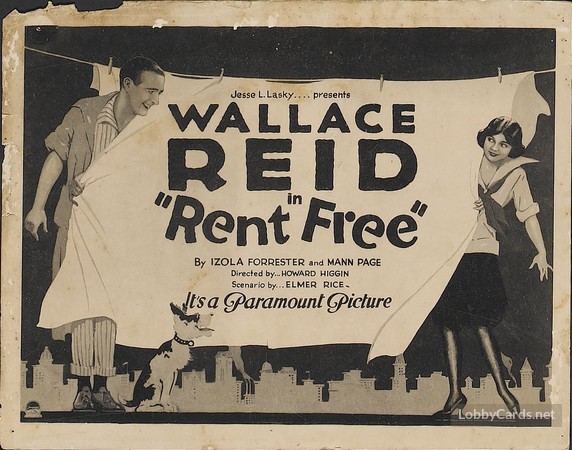 Jesse L. Lasky.... presents
WALLACE
REID
in
"Rent Free"
By IZOLA FORRESTER and MANN PAGE
Directed by...HOWARD HIGGIN
Scenario by...ELMER RICE~
It's a Paramount Picture
LobbyCards.net